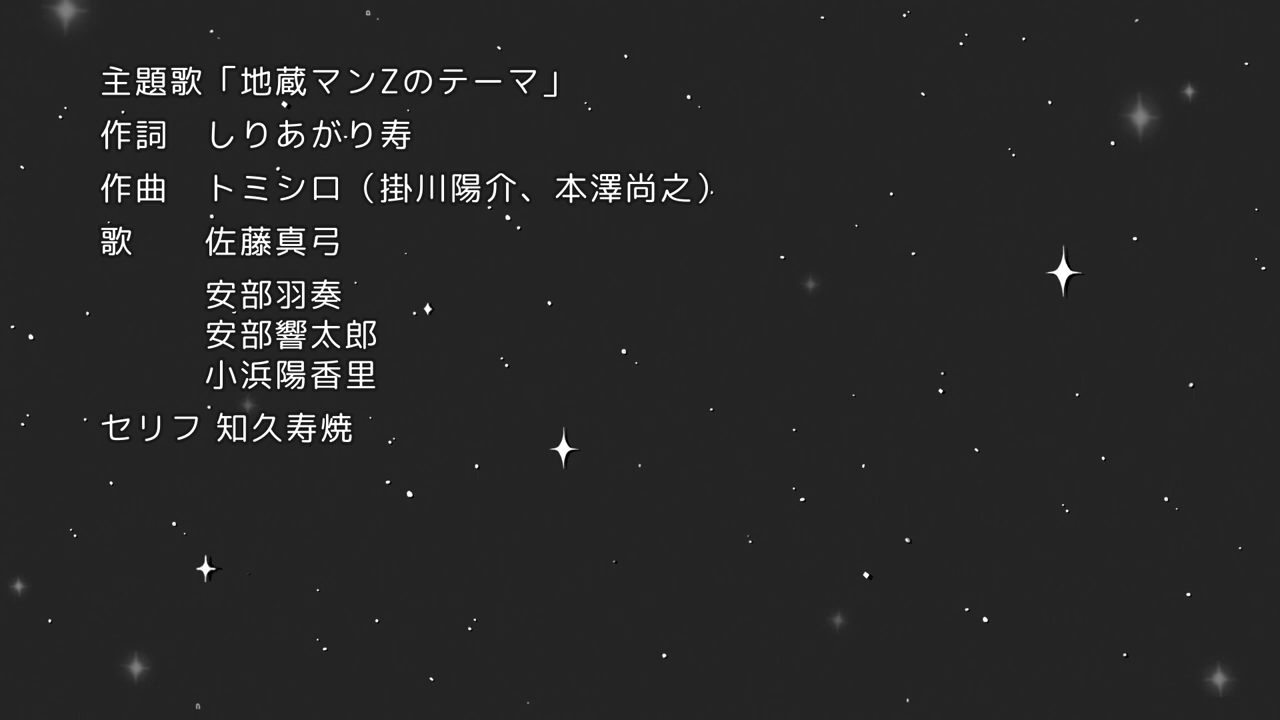 主題歌「地蔵マンZのテーマ」
作詞　しりあがり寿
作曲　トミシロ（掛川陽介、本澤尚之）
歌　　佐藤真弓
安部羽奏
安部響太郎
小浜陽香里
セリフ 知久寿焼